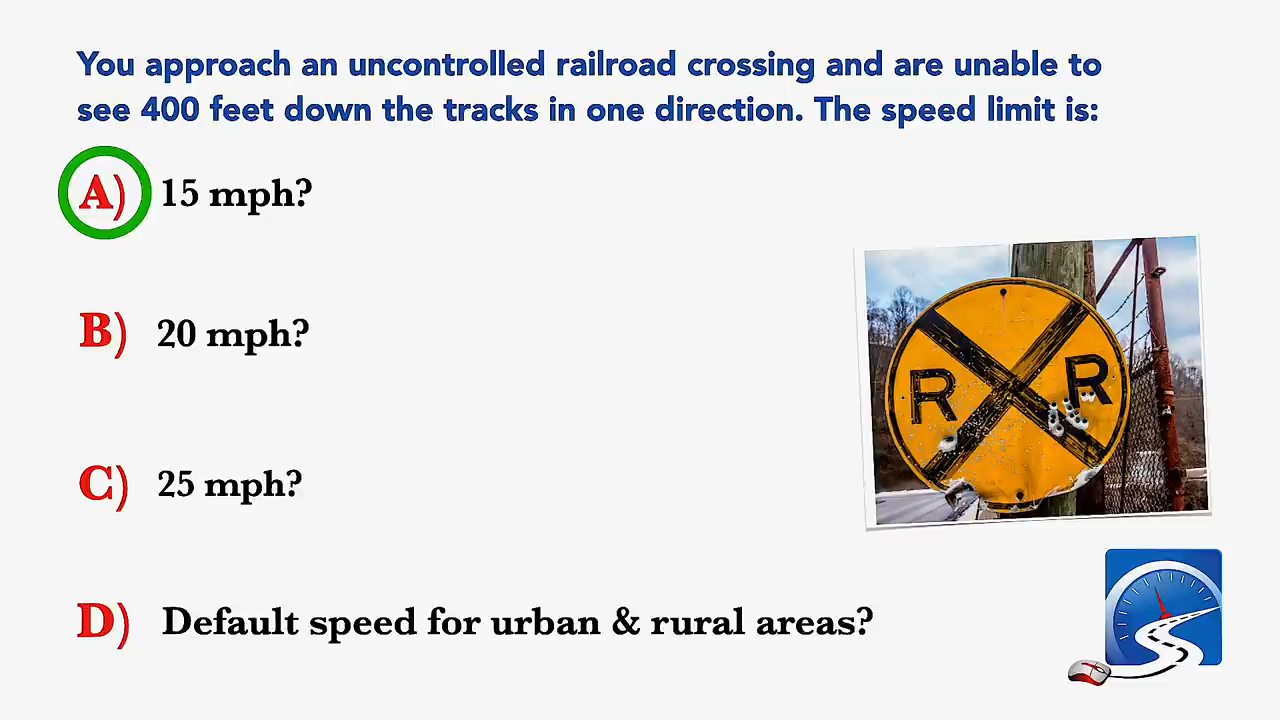 You approach an uncontrolled railroad crossing and are unable to
see 400 feet down the tracks in one direction. The speed limit is:
A) 15 mph?
B) 20 mph?
R R
C) 25 mph?
D) Default speed for urban & rural areas?